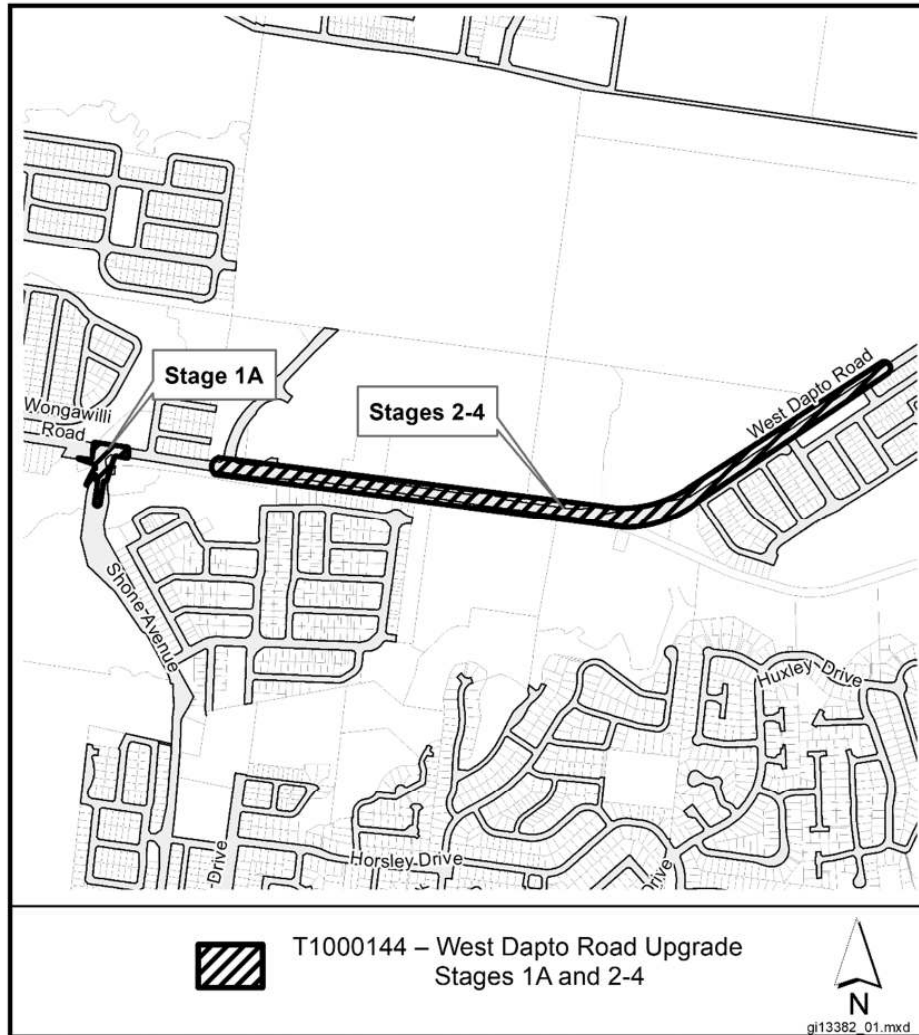 Stage 1A
Wongawilli
Road
Stages 2-4
West Dapto Road
Shone Avenue
Huxley Drive
Horsley Drive
Drive
Drive
T1000144 – West Dapto Road Upgrade
Stages 1A and 2-4
N
gi13382_01.mxd